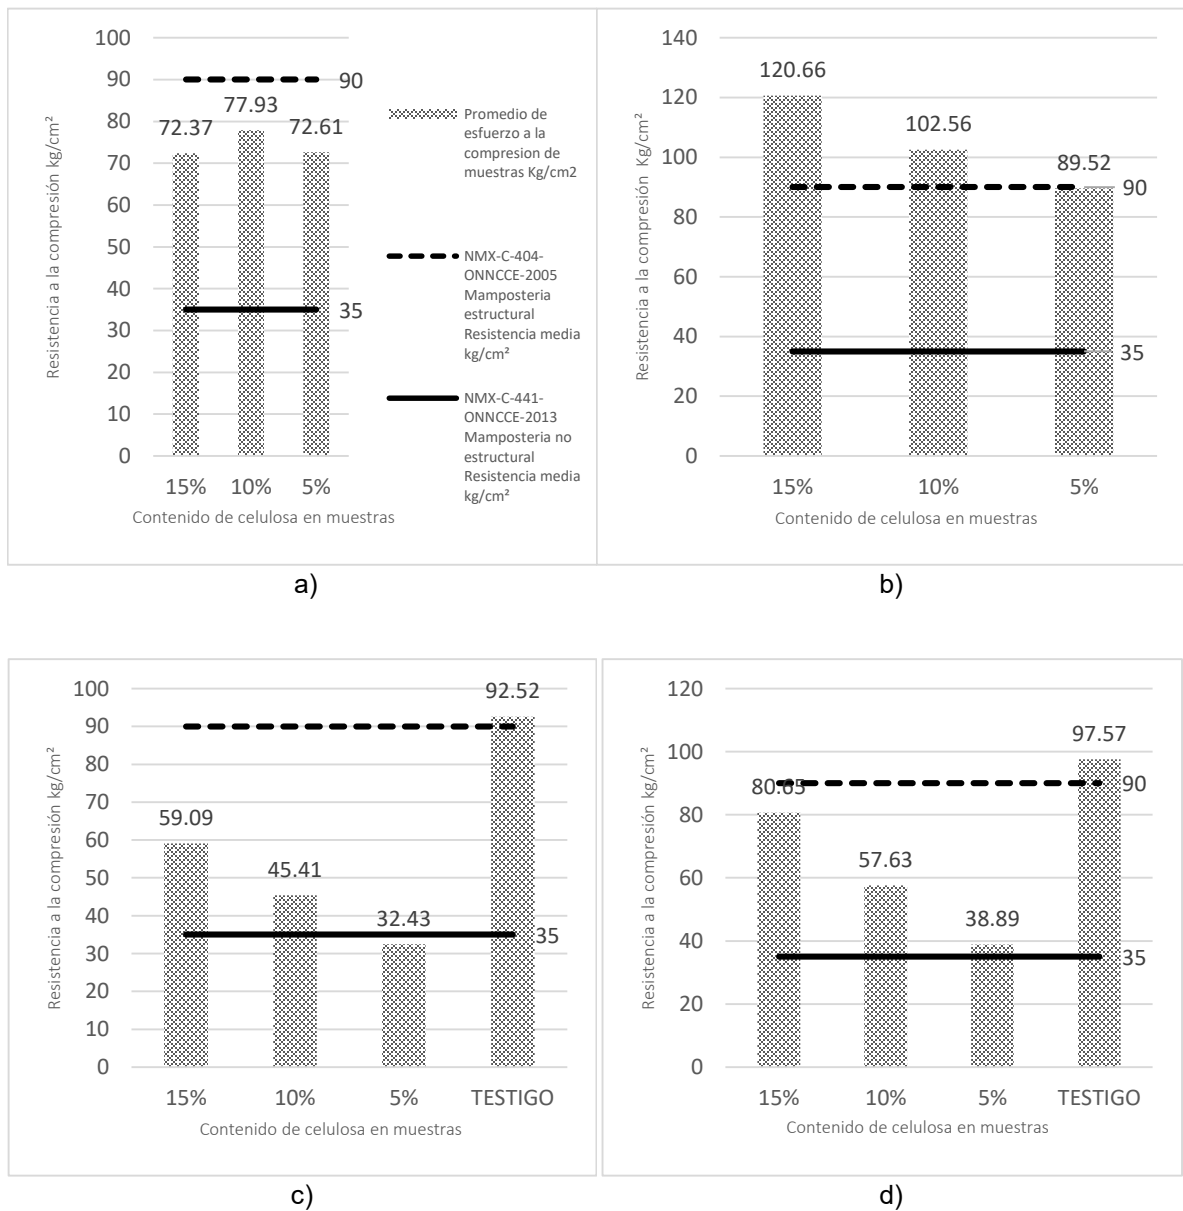 100
90
80
70
60
50
40
30
20
10
0
Resistencia a la compresión kg/cm²
90
77.93
72.37
72.61
35
15%
10%
5%
Contenido de celulosa en muestras
Promedio de
esfuerzo a la
compresion de
muestras Kg/cm2
NMX-C-404-
ONNCCE-2005
Mamposteria
estructural
Resistencia media
kg/cm²
NMX-C-441-
ONNCCE-2013
Mamposteria no
estructural
Resistencia media
kg/cm²
a)
140
120
100
80
60
40
20
0
Resistencia a la compresión Kg/cm²
120.66
102.56
89.52
90
35
15%
10%
5%
Contenido de celulosa en muestras
b)
100
90
80
70
60
50
40
30
20
10
0
Resistencia a la compresión kg/cm²
92.52
59.09
45.41
32.43
35
15%
10%
5%
TESTIGO
Contenido de celulosa en muestras
c)
120
100
80
60
40
20
0
Resistencia a la compresión kg/cm²
97.57
80.65
90
57.63
38.89
35
15%
10%
5%
TESTIGO
Contenido de celulosa en muestras
d)